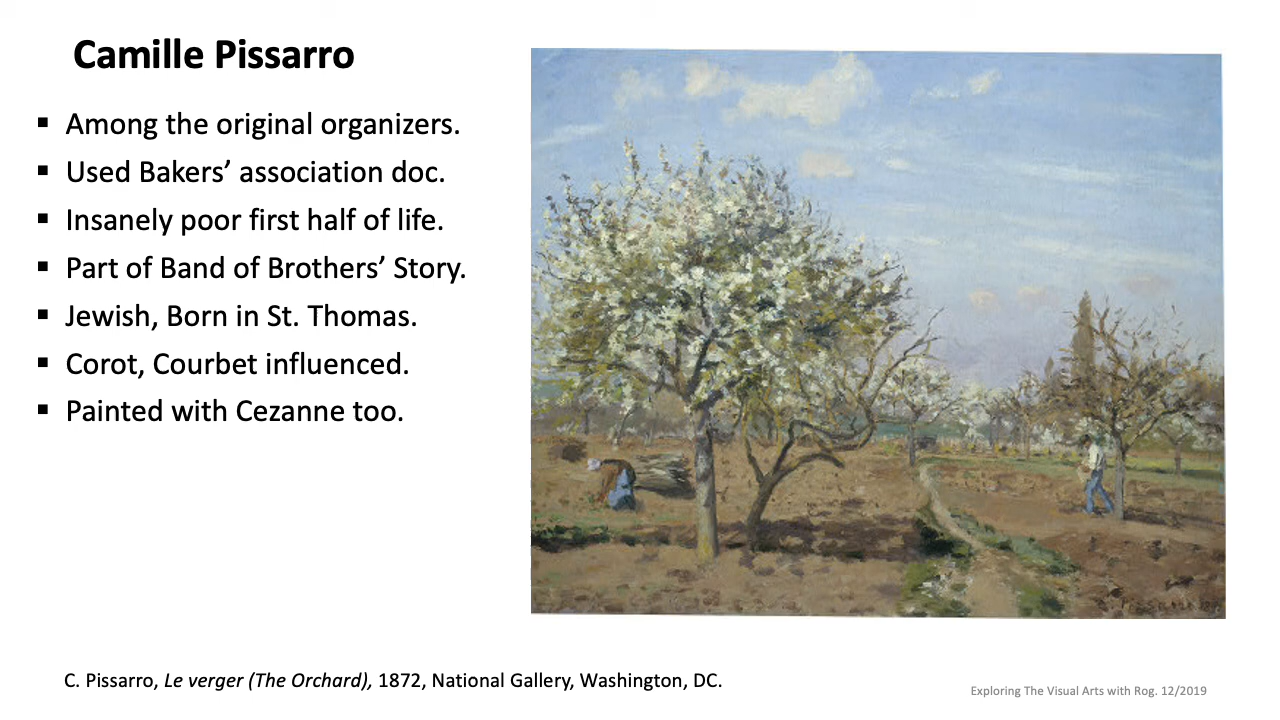 Camille Pissarro
▪ Among the original organizers.
▪ Used Bakers’ association doc.
▪ Insanely poor first half of life.
▪ Part of Band of Brothers’ Story.
▪ Jewish, Born in St. Thomas.
▪ Corot, Courbet influenced.
▪ Painted with Cezanne too.
C. Pissarro, Le verger (The Orchard), 1872, National Gallery, Washington, DC.
Exploring The Visual Arts with Rog. 12/2019